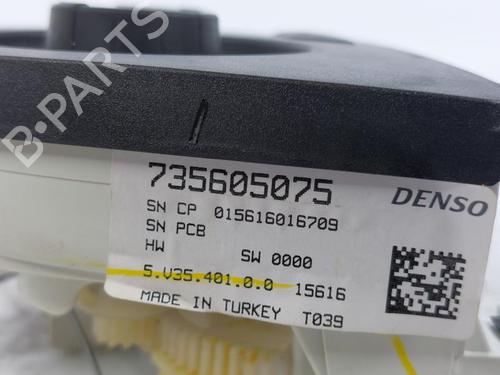 B-PARTS
735605075
DENSO
SN CP 015616016709
SN PCB
HW SW 0000
5.V35.401.0.0 15616
MADE IN TURKEY T039